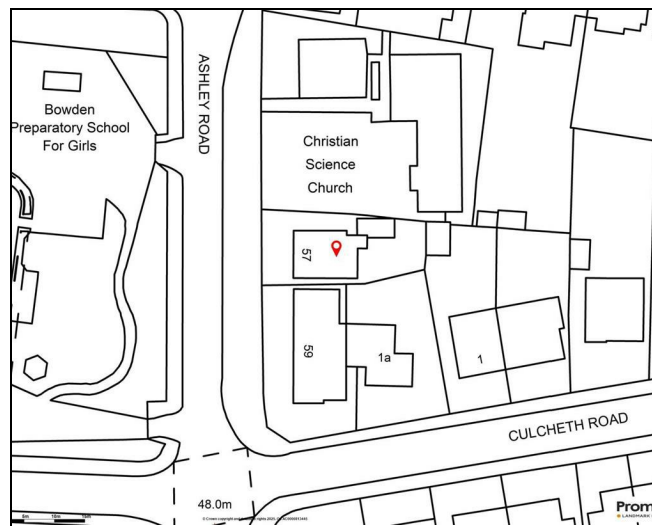 Bowden
Preparatory School
For Girls
ASHLEY ROAD
Christian
Science
Church
57
59
1a
1
CULCHETH ROAD
48.0m
Prom
LANDMARK